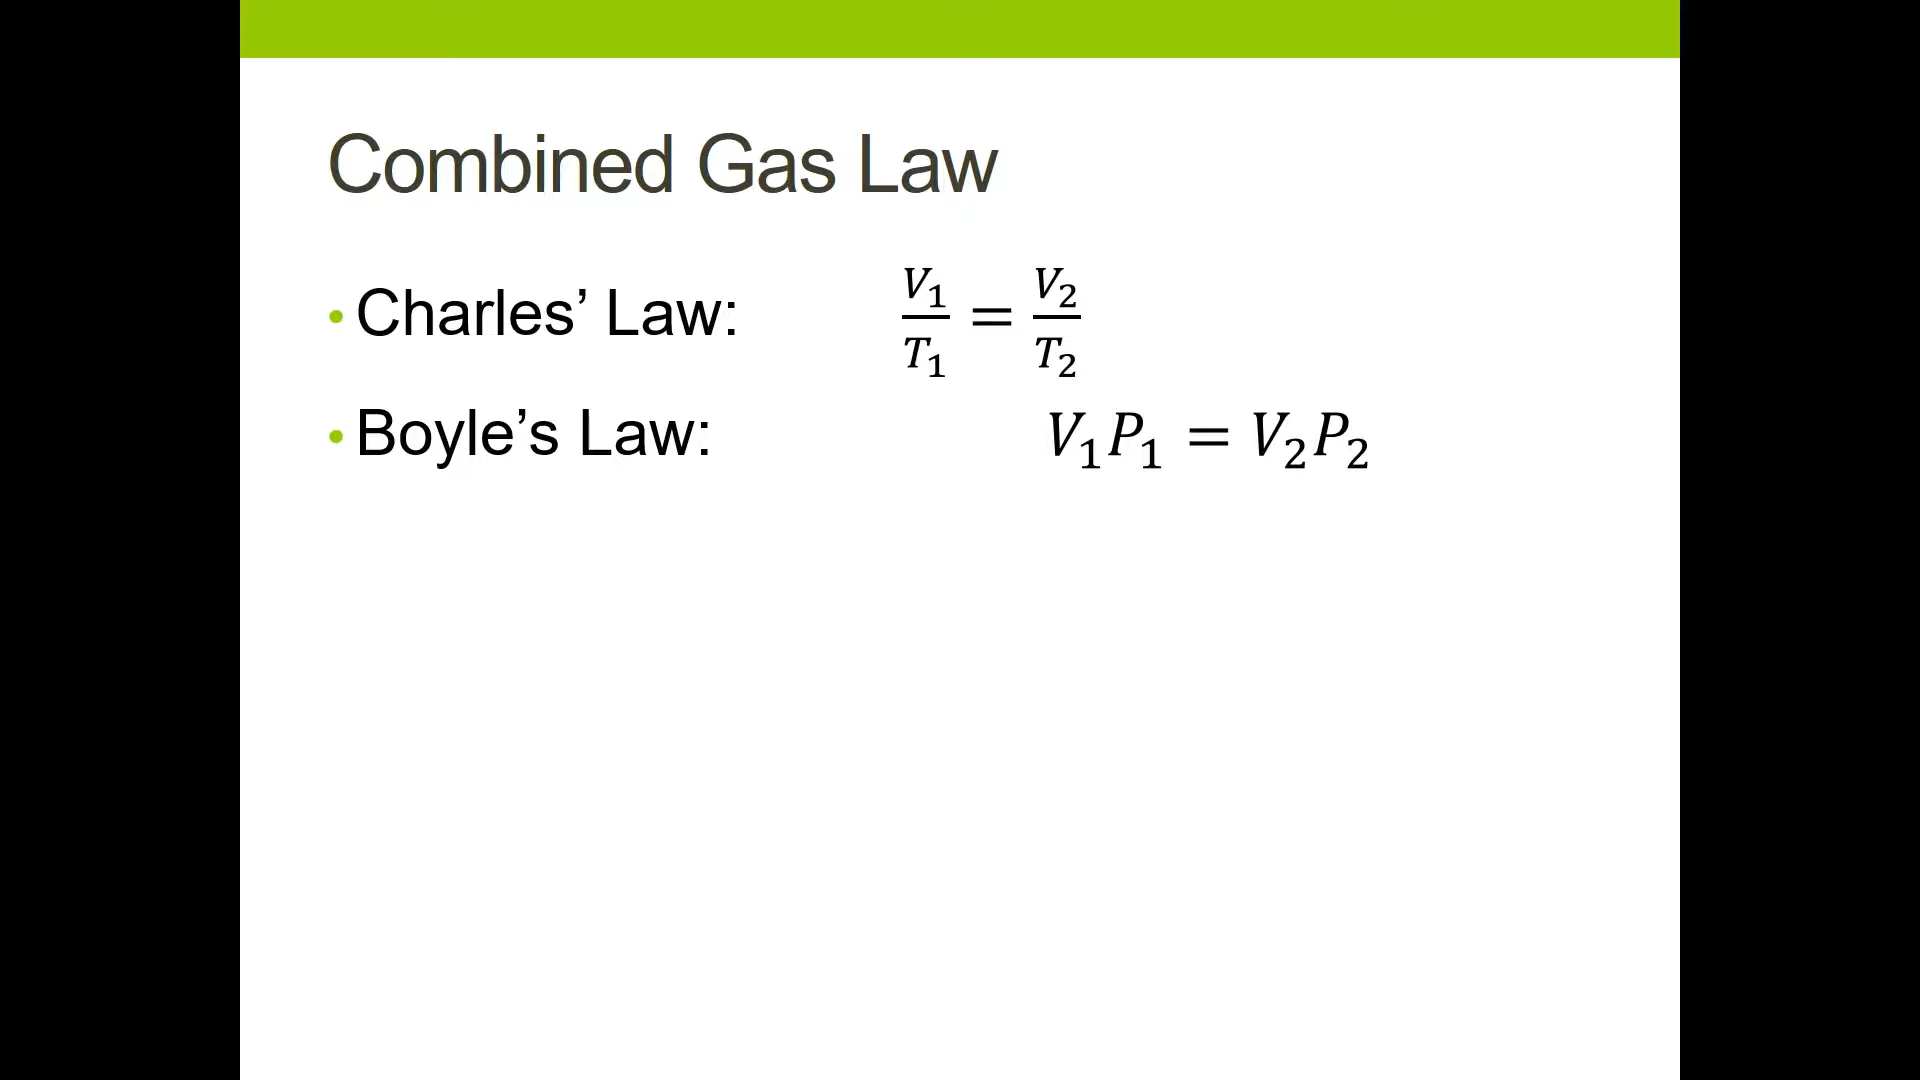 Combined Gas Law
• Charles’ Law: V₁/T₁ = V₂/T₂
• Boyle’s Law: V₁P₁ = V₂P₂